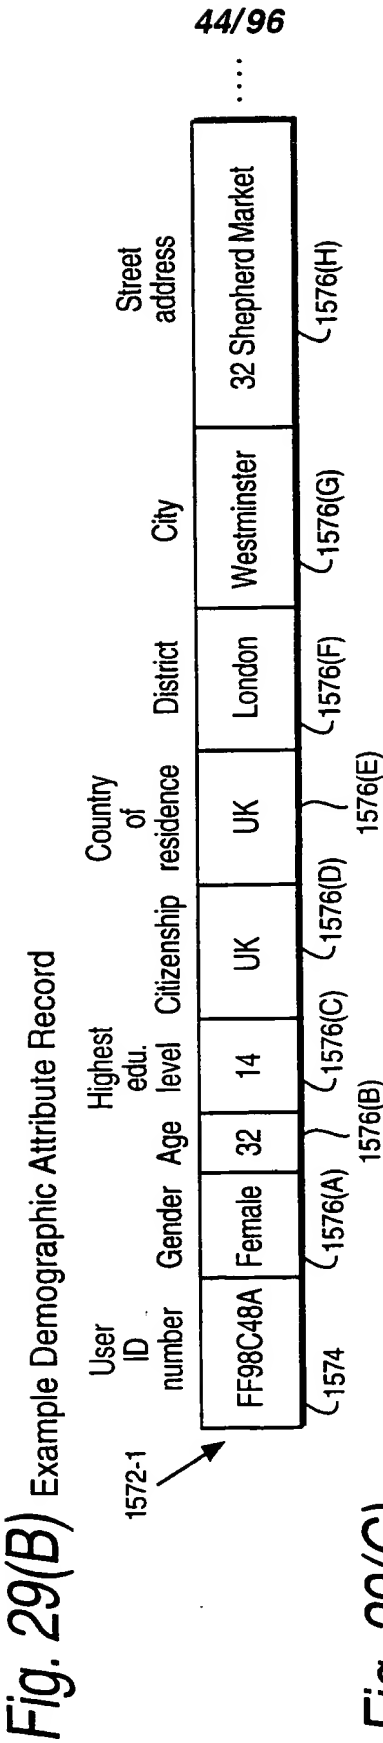 44/96
Fig. 29(B) Example Demographic Attribute Record
1572-1
User ID number
Gender
Age
Highest edu. level
Citizenship
Country of residence
District
City
Street address
FF98C48A
Female
32
14
UK
UK
London
Westminster
32 Shepherd Market
....
1574
1576(A)
1576(B)
1576(C)
1576(D)
1576(E)
1576(F)
1576(G)
1576(H)